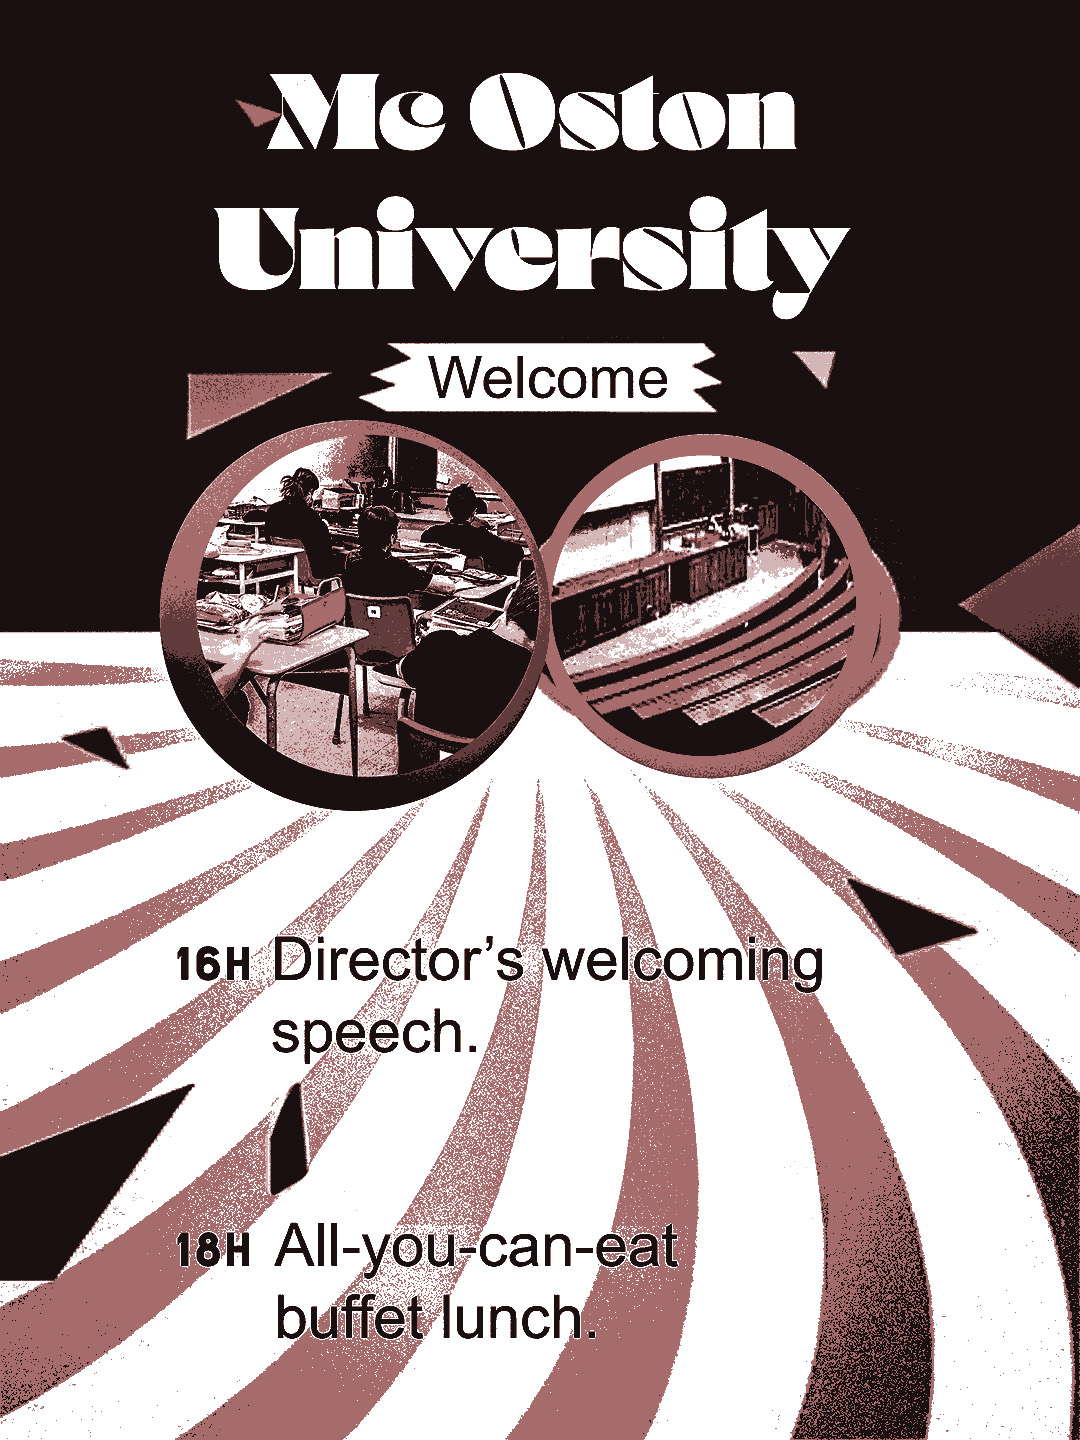 Mc Oston
University
Welcome
16H Director’s welcoming
speech.
18H All-you-can-eat
buffet lunch.